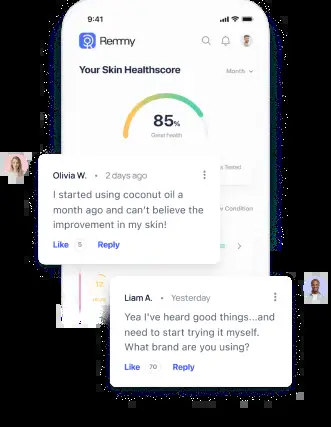 9:41
Remmy
Your Skin Healthscore
Month
85%
Great health
Tested
Olivia W. • 2 days ago
I started using coconut oil a
month ago and can't believe the
improvement in my skin!
Like 5 Reply
er Condition
Liam A. • Yesterday
Yea I've heard good things...and
need to start trying it myself.
What brand are you using?
Like 70 Reply